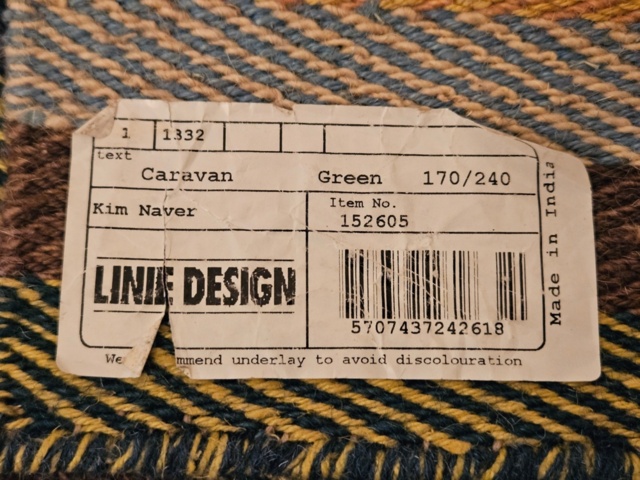 1 1332
text
Caravan Green 170/240
Kim Naver
Item No.
152605
LINIE DESIGN
5707437242618
We mmend underlay to avoid discolouration
Made in India